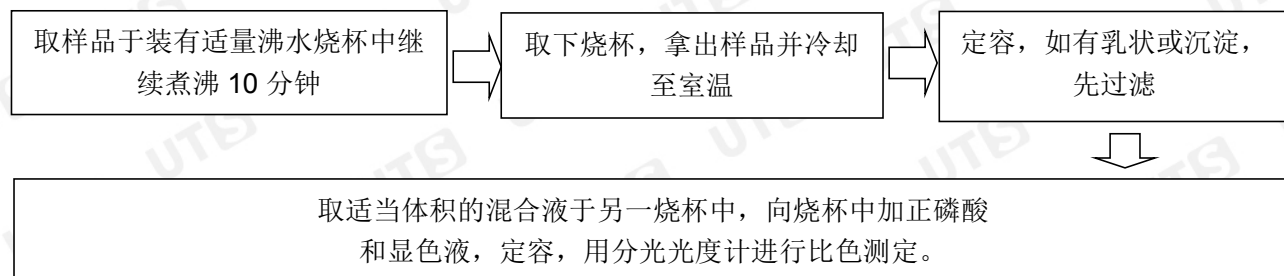 取样品于装有适量沸水烧杯中继
续煮沸 10 分钟
取下烧杯，拿出样品并冷却
至室温
定容，如有乳状或沉淀，
先过滤
取适当体积的混合液于另一烧杯中，向烧杯中加正磷酸
和显色液，定容，用分光光度计进行比色测定。
UTS
UTS
UTS
UTS